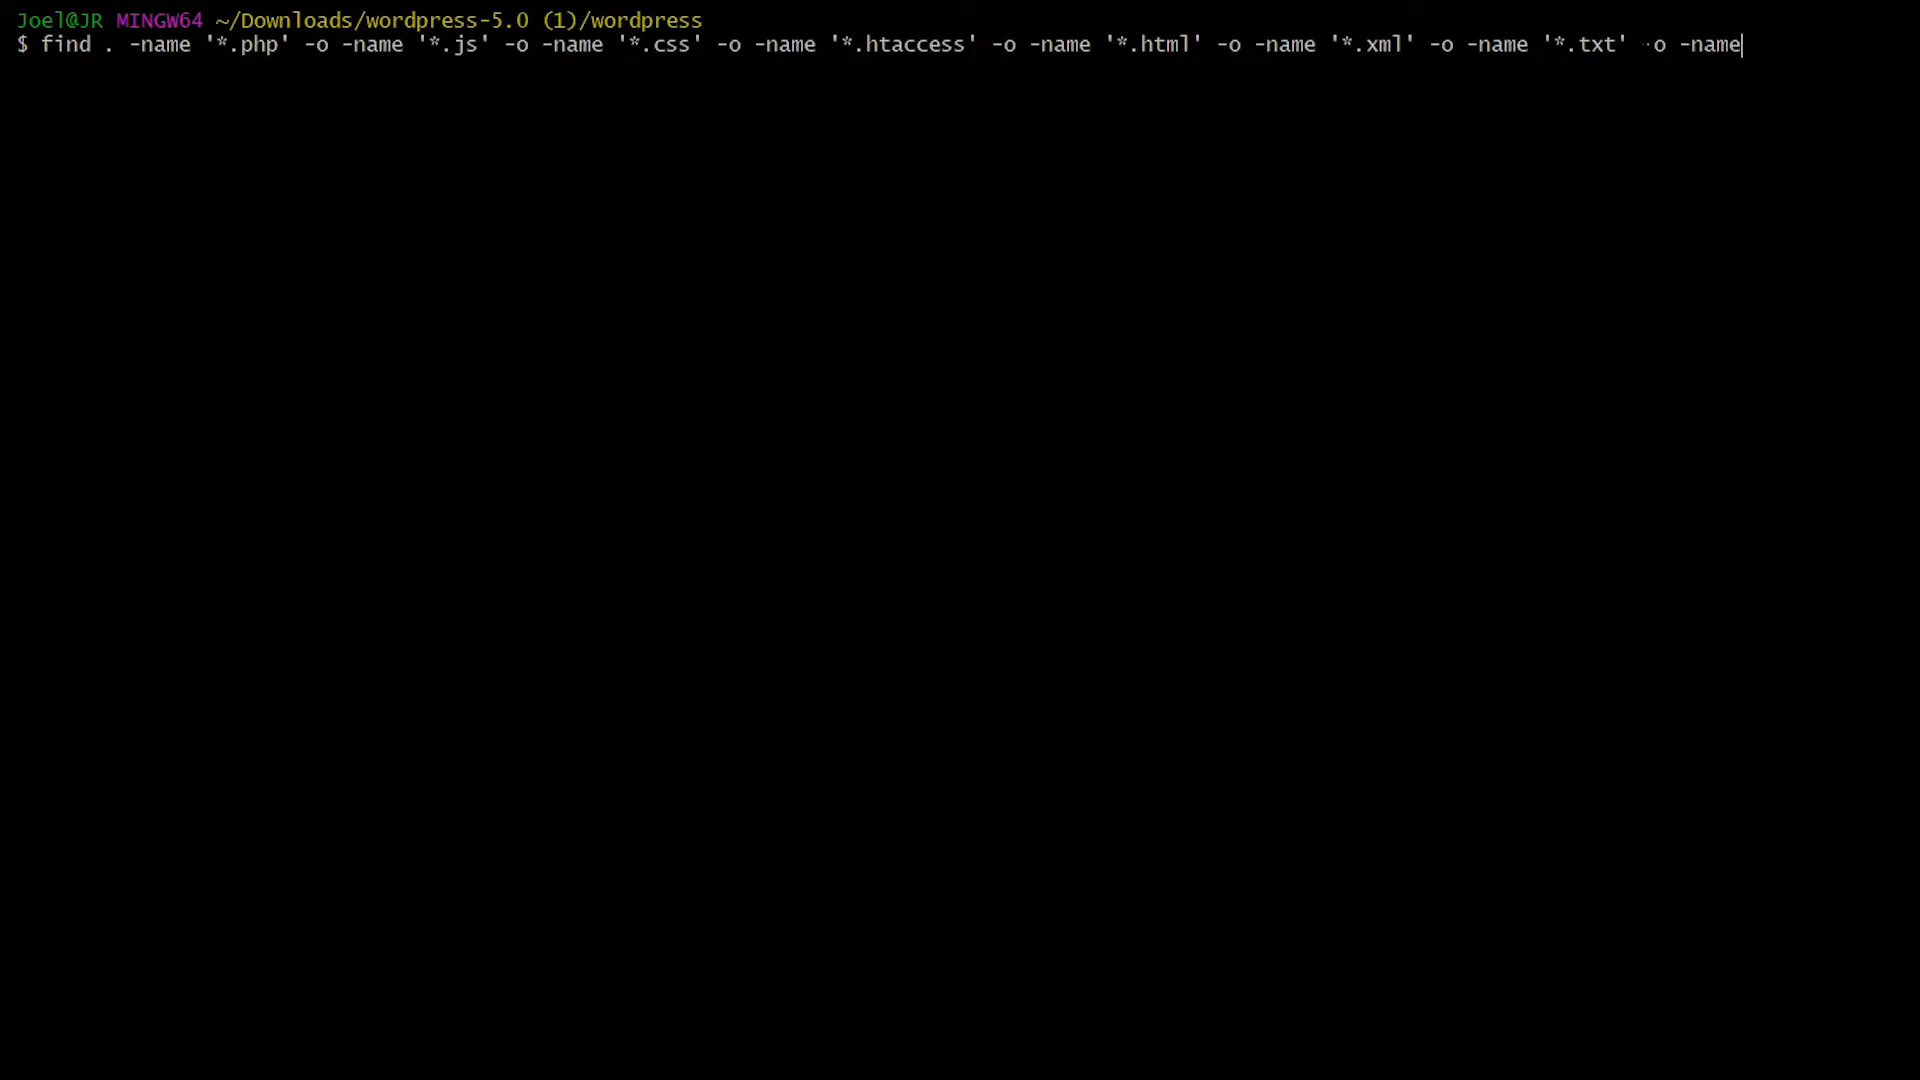 Joel@JR MINGW64 ~/Downloads/wordpress-5.0 (1)/wordpress
$ find . -name '*.php' -o -name '*.js' -o -name '*.css' -o -name '*.htaccess' -o -name '*.html' -o -name '*.xml' -o -name '*.txt' -o -name